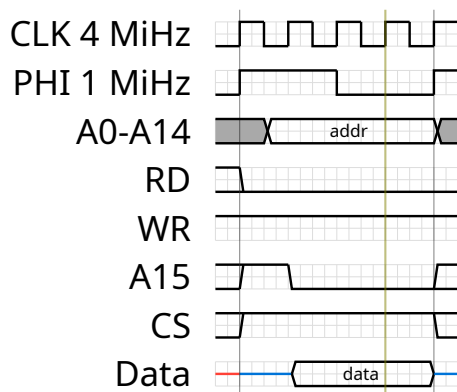 CLK 4 MiHz
PHI 1 MiHz
A0-A14 addr
RD
WR
A15
CS
Data data